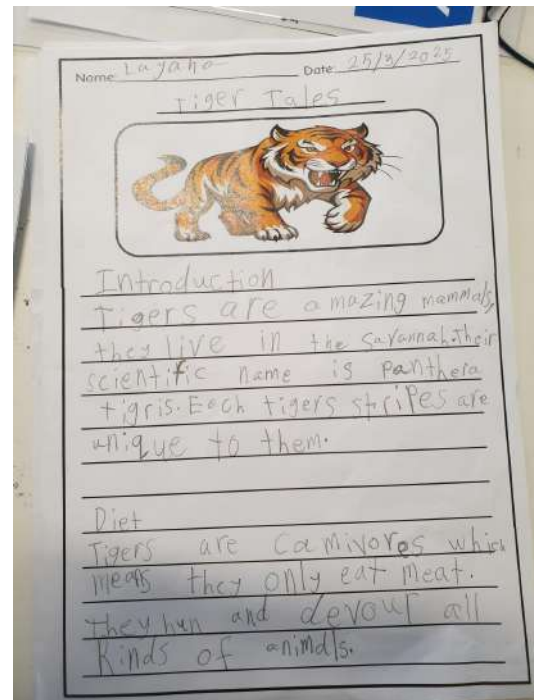 Name: Layana Date: 25/3/2025
Tiger Tales
Introduction
Tigers are amazing mammals,
they live in the savannah. Their
scientific name is Panthera
tigris. Eech tigers stripes are
unique to them.
Diet
Tigers are carnivores which
means they only eat meat.
they hun and devour all
kinds of animals.